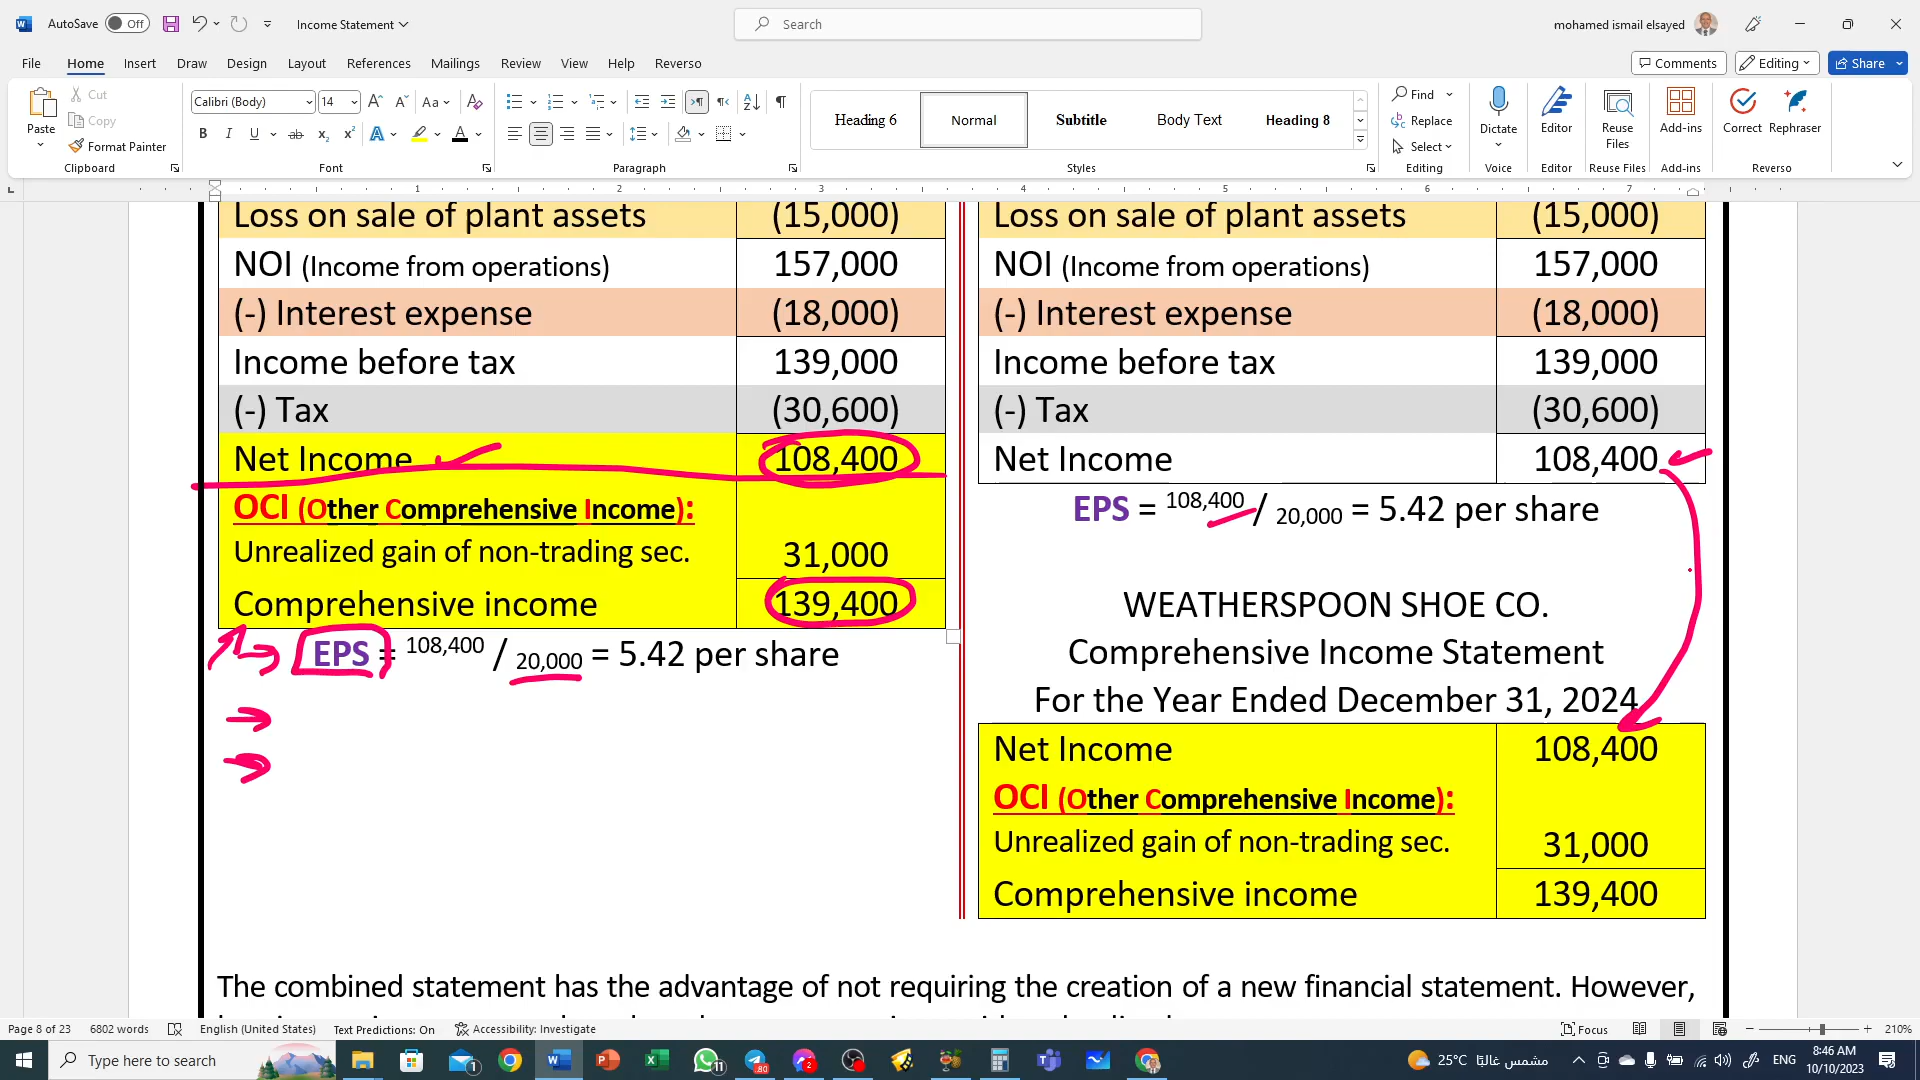 AutoSave Off Income Statement Search mohamed ismail elsayed
File Home Insert Draw Design Layout References Mailings Review View Help Reverso Comments Editing Share
Paste Cut Copy Format Painter Calibri (Body) 14 Heading 6 Normal Subtitle Body Text Heading 8 Find Replace Select Dictate Editor Reuse Files Add-ins Correct Rephraser
Clipboard Font Paragraph Styles Editing Voice Editor Reuse Files Add-ins Reverso
1 2 3 4 5 6 7
Loss on sale of plant assets (15,000)
NOI (Income from operations) 157,000
(-) Interest expense (18,000)
Income before tax 139,000
(-) Tax (30,600)
Net Income 108,400
OCI (Other Comprehensive Income):
Unrealized gain of non-trading sec. 31,000
Comprehensive income 139,400
EPS = 108,400 / 20,000 = 5.42 per share
Loss on sale of plant assets (15,000)
NOI (Income from operations) 157,000
(-) Interest expense (18,000)
Income before tax 139,000
(-) Tax (30,600)
Net Income 108,400
EPS = 108,400 / 20,000 = 5.42 per share
WEATHERSPOON SHOE CO.
Comprehensive Income Statement
For the Year Ended December 31, 2024
Net Income 108,400
OCI (Other Comprehensive Income):
Unrealized gain of non-trading sec. 31,000
Comprehensive income 139,400
The combined statement has the advantage of not requiring the creation of a new financial statement. However,
Page 8 of 23 6802 words English (United States) Text Predictions: On Accessibility: Investigate Focus 210%
Type here to search 25°C مشمس غالبًا ENG 8:46 AM
10/10/2023